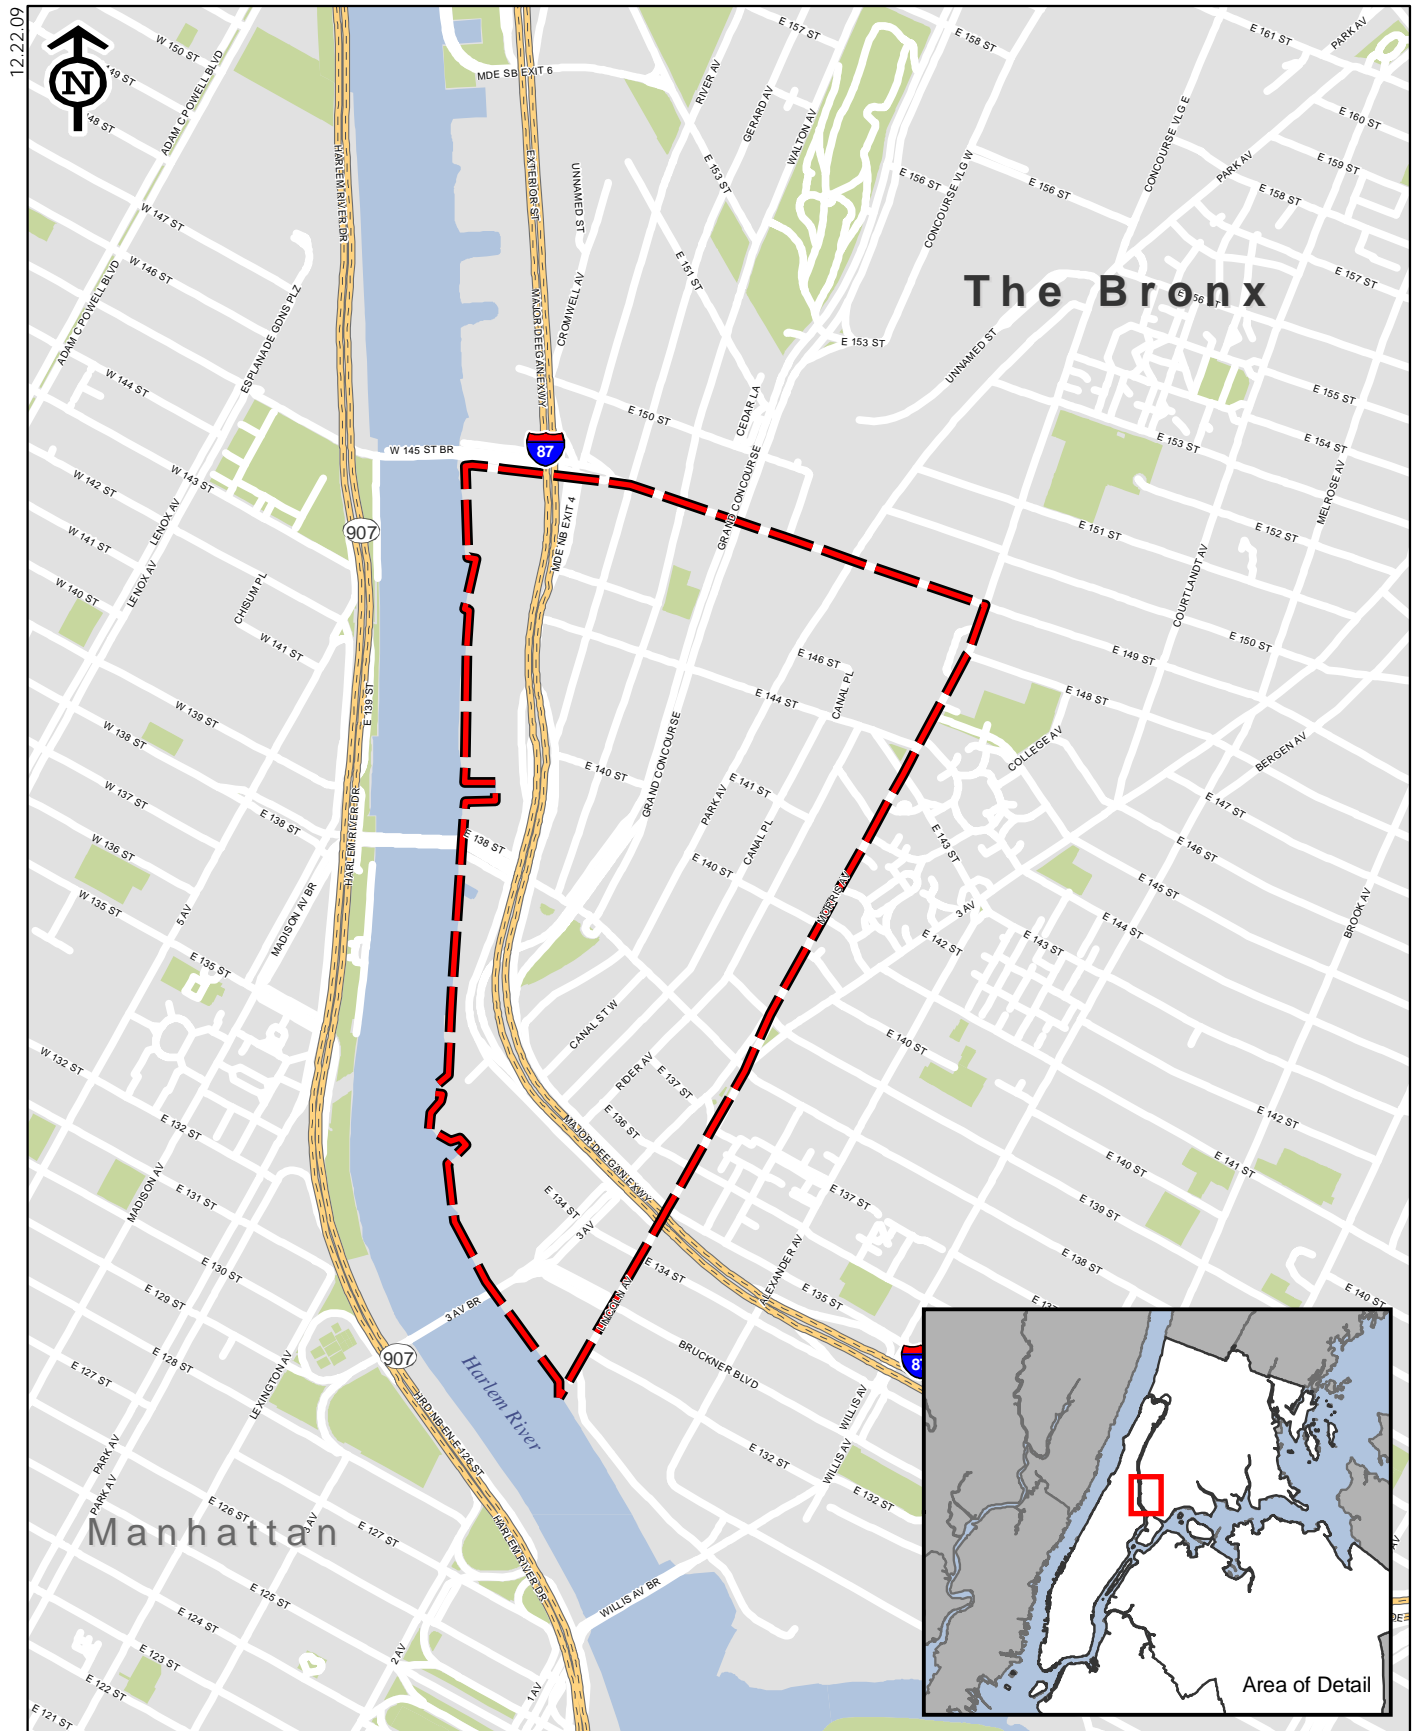 12.22.09
N
W 150 ST
ADAM C POWELL BLVD
HARLEM RIVER DR
MDE SB EXIT 6
EXTERIOR ST
UNNAMED ST
E 157 ST
RIVER AV
GERARD AV
WALTON AV
E 158 ST
E 161 ST
PARK AV
E 160 ST
E 159 ST
CONCOURSE VLG E
PARK AV
E 158 ST
E 153 ST
E 156 ST
E 156 ST
CONCOURSE VLG W
W 147 ST
W 146 ST
ADAM C POWELL BLVD
ESPLANADE GDNS PLZ
E 151 ST
E 157 ST
The Bronx
CROMWELL AV
MAJOR DEEGAN EXWY
E 153 ST
UNNAMED ST
W 144 ST
E 150 ST
CEDAR LA
E 155 ST
E 154 ST
E 153 ST
W 145 ST BR
87
GRAND CONCOURSE
MELROSE AV
W 143 ST
W 142 ST
LENOX AV
907
MDE NB EXIT 4
E 151 ST
E 152 ST
W 141 ST
W 140 ST
LENOX AV
CHISUM PL
W 141 ST
COURTLANDT AV
E 150 ST
E 149 ST
E 146 ST
E 144 ST
CANAL PL
E 148 ST
E 139 ST
W 139 ST
W 138 ST
GRAND CONCOURSE
COLLEGE AV
BERGEN AV
W 137 ST
E 140 ST
E 141 ST
PARK AV
CANAL PL
E 147 ST
E 138 ST
HARLEM RIVER DR
E 138 ST
E 143 ST
E 146 ST
W 136 ST
W 135 ST
E 140 ST
MORRIS AV
E 145 ST
5 AV
MADISON AV BR
3 AV
E 144 ST
BROOK AV
E 142 ST
E 143 ST
E 135 ST
CANAL ST W
E 140 ST
W 132 ST
RIDER AV
E 137 ST
E 132 ST
E 136 ST
MAJOR DEEGAN EXWY
E 142 ST
E 141 ST
E 140 ST
MADISON AV
E 131 ST
E 134 ST
3 AV
E 137 ST
E 139 ST
E 138 ST
E 130 ST
E 134 ST
ALEXANDER AV
E 135 ST
E 140 ST
E 129 ST
3 AV BR
LINCOLN AV
E 128 ST
907
Harlem River
BRUCKNER BLVD
E 127 ST
LEXINGTON AV
HRD NB EN E 126 ST
WILLIS AV
WILLIS AV
PARK AV
PARK AV
E 132 ST
E 132 ST
E 126 ST
3 AV
E 127 ST
Manhattan
HARLEM RIVER DR
WILLIS AV BR
E 125 ST
E 124 ST
E 123 ST
E 122 ST
E 121 ST
2 AV
1 AV
Area of Detail